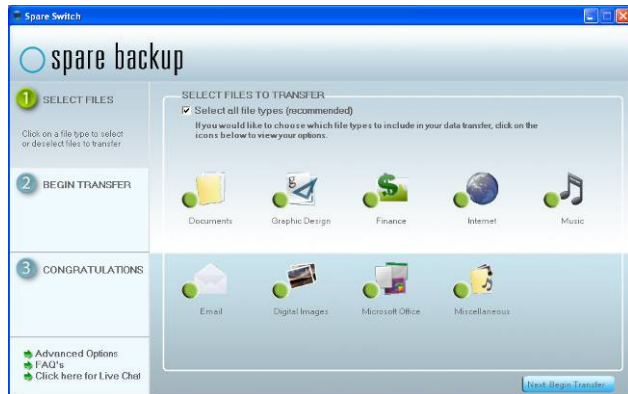 Spare Switch
spare backup
1 SELECT FILES
Click on a file type to select
or deselect files to transfer
2 BEGIN TRANSFER
3 CONGRATULATIONS
Advanced Options
FAQ's
Click here for Live Chat
SELECT FILES TO TRANSFER
Select all file types (recommended)
If you would like to choose which file types to include in your data transfer, click on the
icons below to view your options.
Documents Graphic Design Finance Internet Music
Email Digital Images Microsoft Office Miscellaneous
Next: Begin Transfer